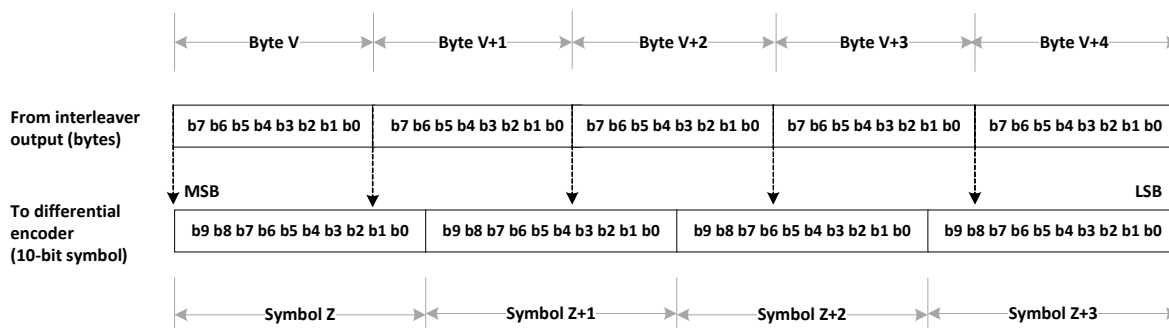 Byte V Byte V+1 Byte V+2 Byte V+3 Byte V+4
From interleaver
output (bytes)
b7 b6 b5 b4 b3 b2 b1 b0 b7 b6 b5 b4 b3 b2 b1 b0 b7 b6 b5 b4 b3 b2 b1 b0 b7 b6 b5 b4 b3 b2 b1 b0 b7 b6 b5 b4 b3 b2 b1 b0
MSB LSB
To differential
encoder
(10-bit symbol)
b9 b8 b7 b6 b5 b4 b3 b2 b1 b0 b9 b8 b7 b6 b5 b4 b3 b2 b1 b0 b9 b8 b7 b6 b5 b4 b3 b2 b1 b0 b9 b8 b7 b6 b5 b4 b3 b2 b1 b0
Symbol Z Symbol Z+1 Symbol Z+2 Symbol Z+3